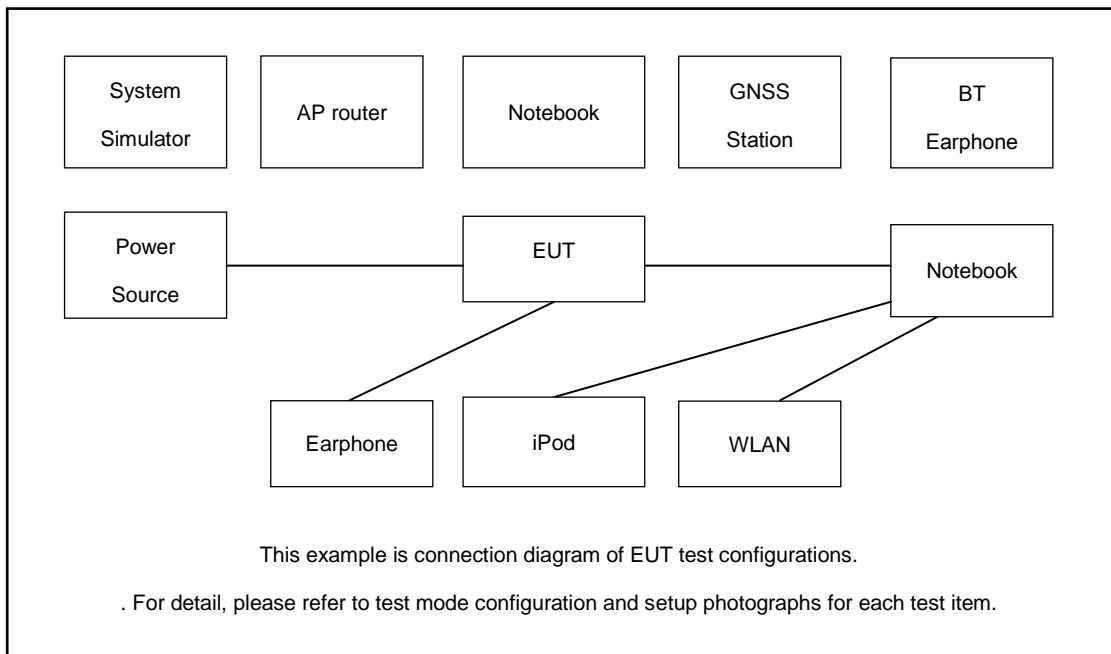 System
Simulator
AP router
Notebook
GNSS
Station
BT
Earphone
Power
Source
EUT
Notebook
Earphone
iPod
WLAN
This example is connection diagram of EUT test configurations.
. For detail, please refer to test mode configuration and setup photographs for each test item.